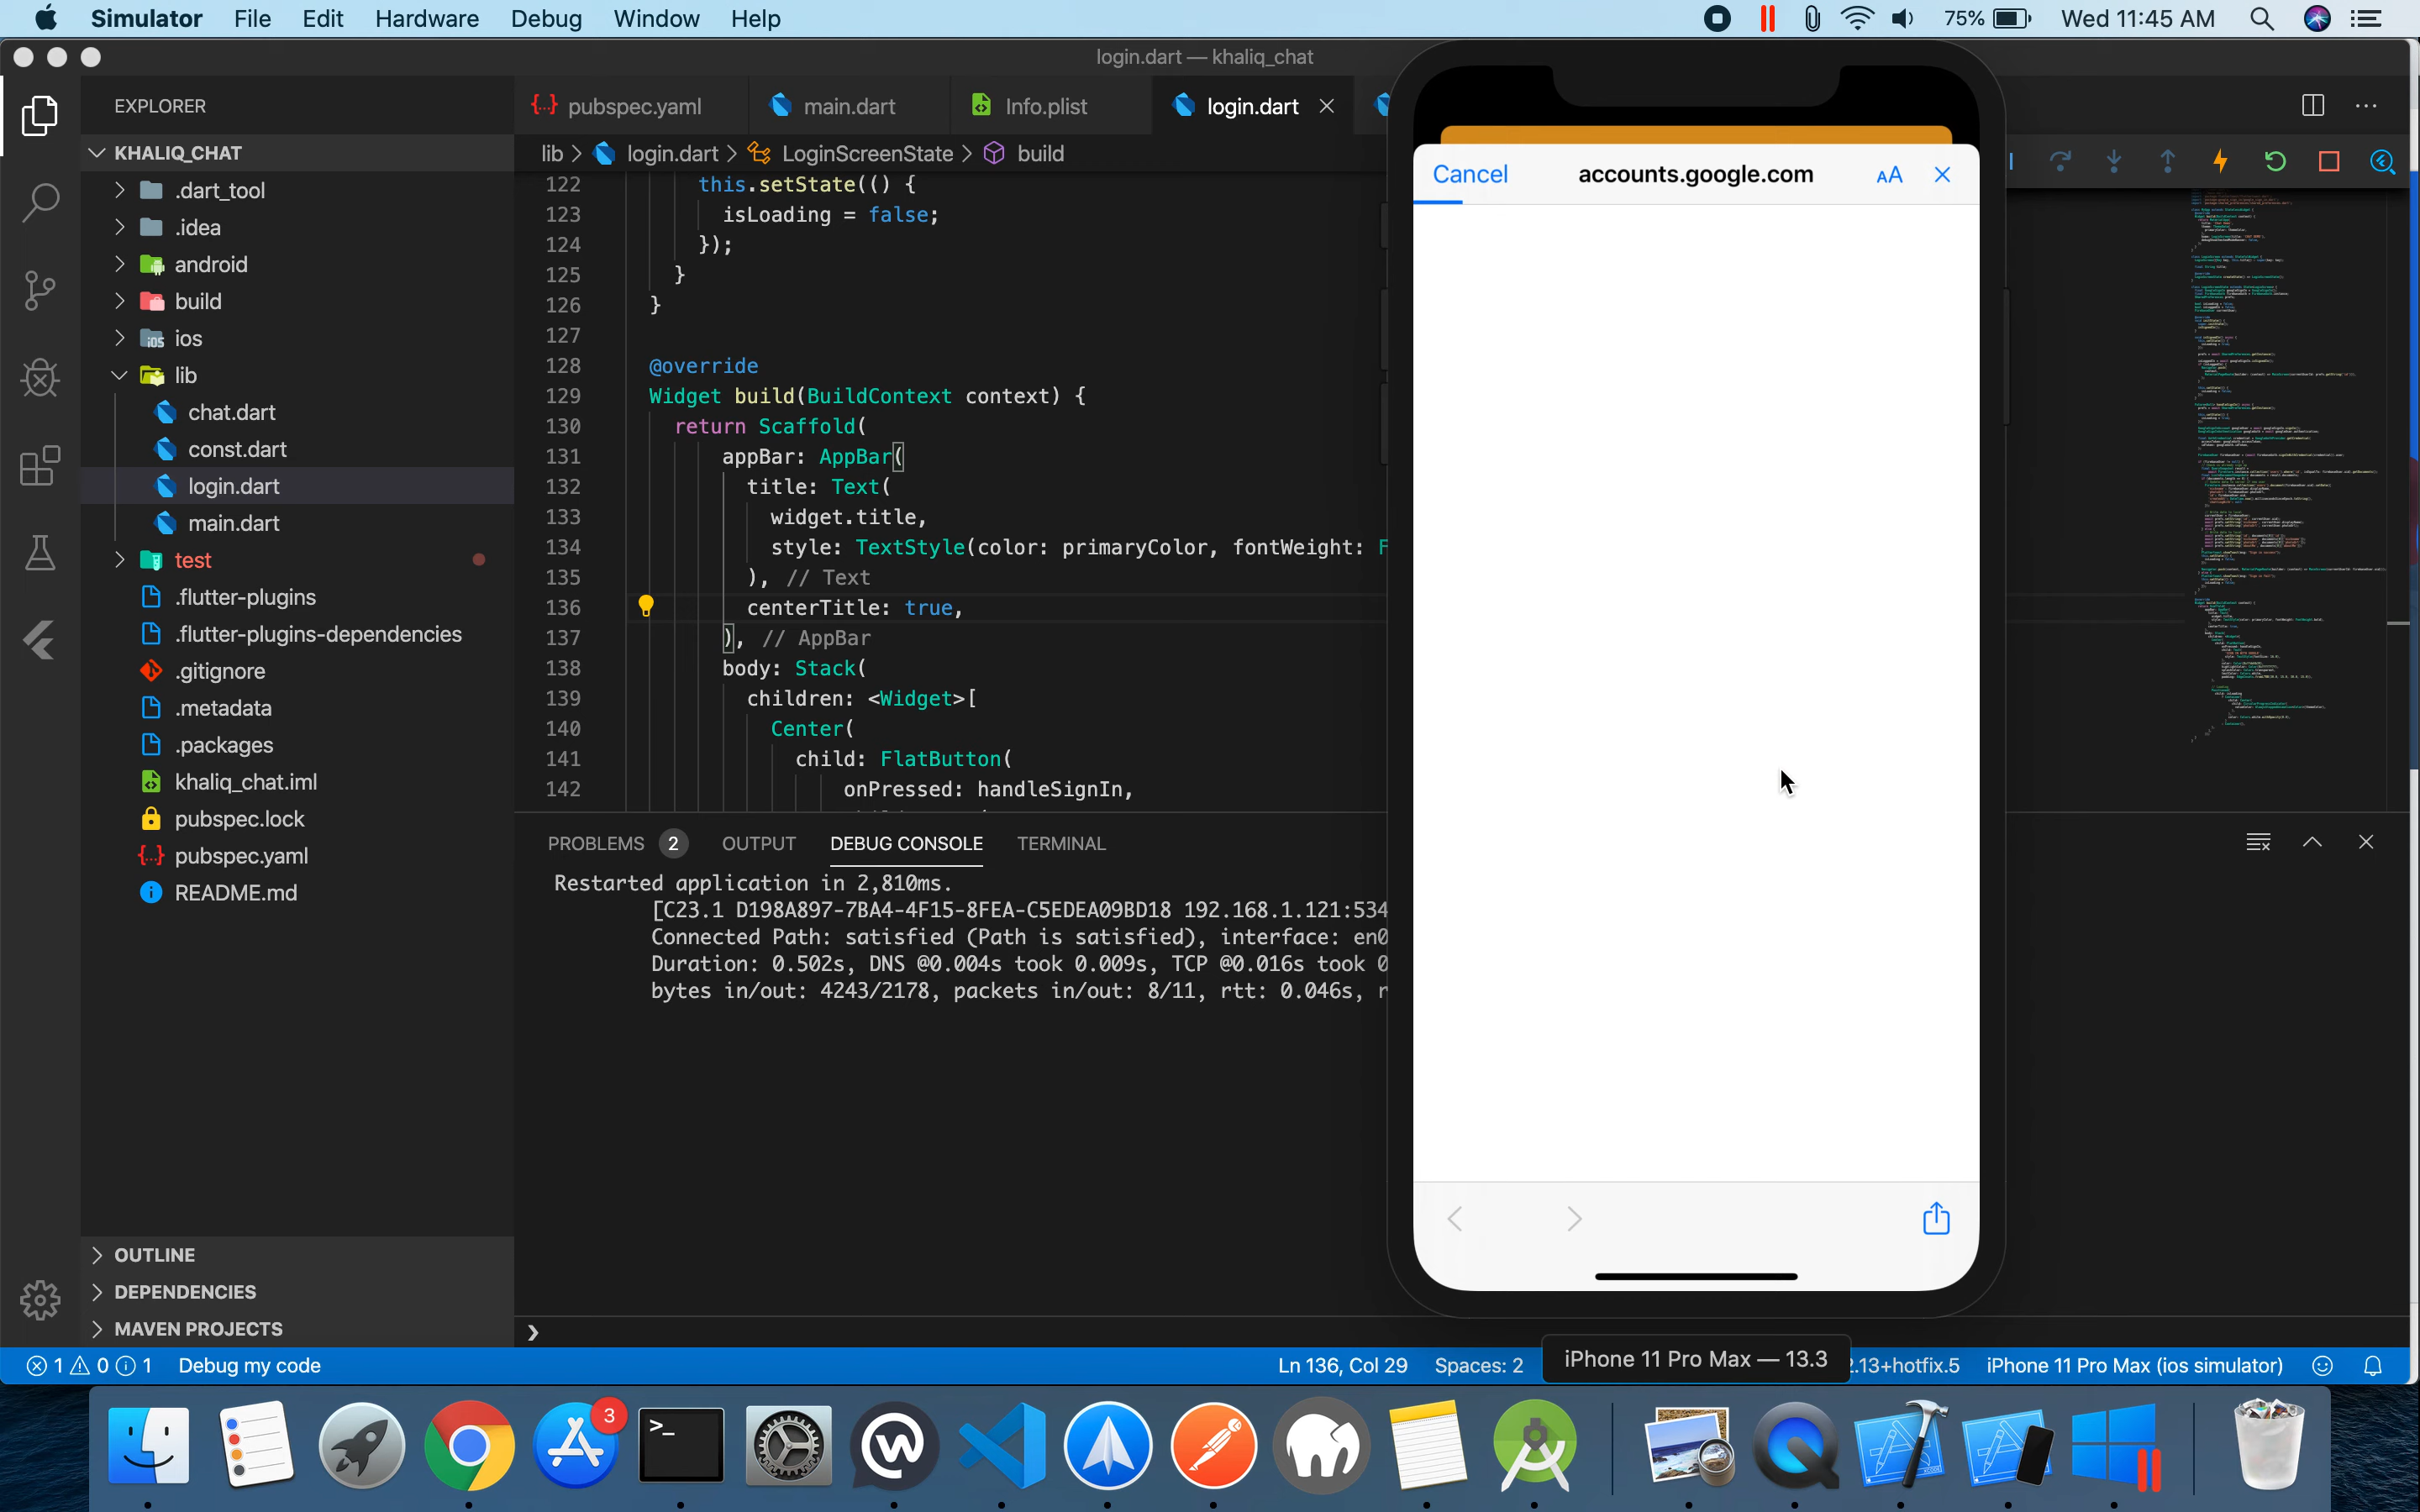 Simulator File Edit Hardware Debug Window Help
75% Wed 11:45 AM
login.dart — khaliq_chat
EXPLORER
KHALIQ_CHAT
.dart_tool
.idea
android
build
ios
lib
chat.dart
const.dart
login.dart
main.dart
test
.flutter-plugins
.flutter-plugins-dependencies
.gitignore
.metadata
.packages
khaliq_chat.iml
pubspec.lock
pubspec.yaml
README.md
OUTLINE
DEPENDENCIES
MAVEN PROJECTS
pubspec.yaml main.dart Info.plist login.dart
lib > login.dart > LoginScreenState > build
122 this.setState(() {
123 isLoading = false;
124 });
125 }
126 }
127
128 @override
129 Widget build(BuildContext context) {
130 return Scaffold(
131 appBar: AppBar(
132 title: Text(
133 widget.title,
134 style: TextStyle(color: primaryColor, fontWeight: F
135 ), // Text
136 centerTitle: true,
137 ), // AppBar
138 body: Stack(
139 children: <Widget>[
140 Center(
141 child: FlatButton(
142 onPressed: handleSignIn,
PROBLEMS 2 OUTPUT DEBUG CONSOLE TERMINAL
Restarted application in 2,810ms.
[C23.1 D198A897-7BA4-4F15-8FEA-C5EDEA09BD18 192.168.1.121:534
Connected Path: satisfied (Path is satisfied), interface: en0
Duration: 0.502s, DNS @0.004s took 0.009s, TCP @0.016s took 0
bytes in/out: 4243/2178, packets in/out: 8/11, rtt: 0.046s, r
Cancel accounts.google.com AA
iPhone 11 Pro Max — 13.3
1 0 1 Debug my code Ln 136, Col 29 Spaces: 2 .13+hotfix.5 iPhone 11 Pro Max (ios simulator)
3